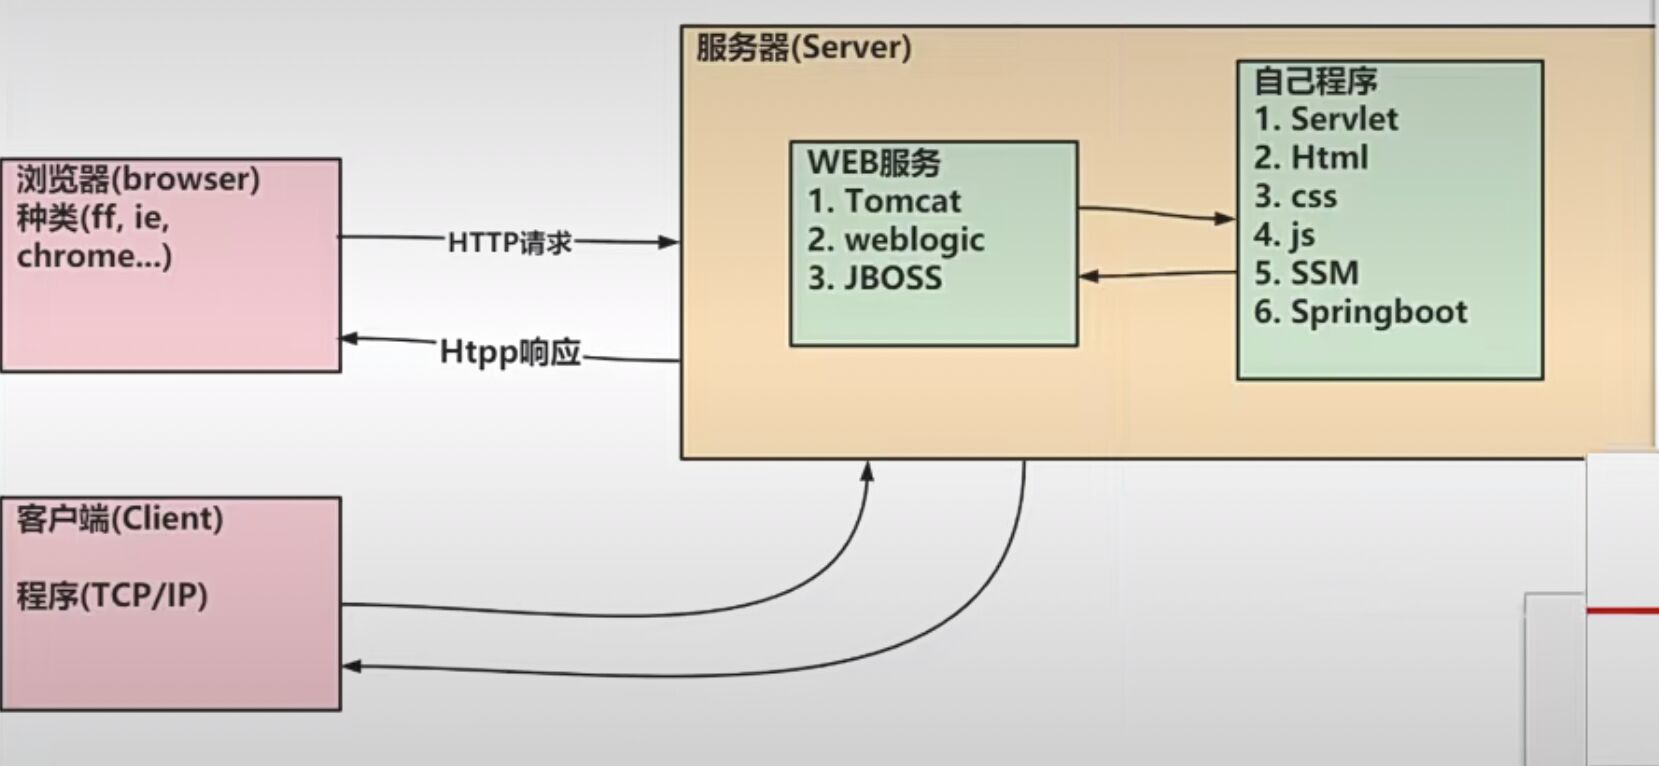 服务器(Server)
自己程序
1. Servlet
2. Html
3. css
4. js
5. SSM
6. Springboot
WEB服务
1. Tomcat
2. weblogic
3. JBOSS
浏览器(browser)
种类(ff, ie,
chrome...)
HTTP请求
Htpp响应
客户端(Client)
程序(TCP/IP)